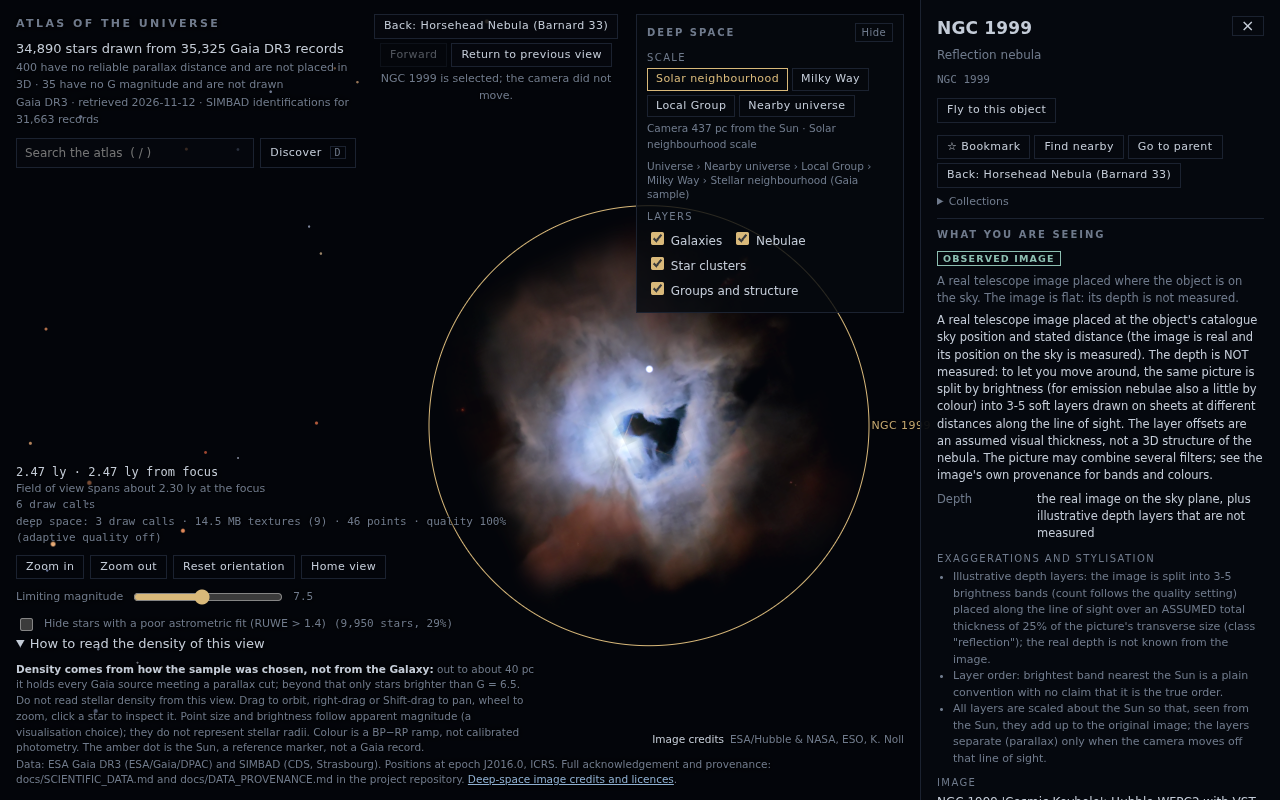 ATLAS OF THE UNIVERSE
34,890 stars drawn from 35,325 Gaia DR3 records
400 have no reliable parallax distance and are not placed in
3D · 35 have no G magnitude and are not drawn
Gaia DR3 · retrieved 2026-11-12 · SIMBAD identifications for
31,663 records
Search the atlas ( / )
Discover D
Back: Horsehead Nebula (Barnard 33)
Forward
Return to previous view
NGC 1999 is selected; the camera did not
move.
DEEP SPACE
Hide
SCALE
Solar neighbourhood
Milky Way
Local Group
Nearby universe
Camera 437 pc from the Sun · Solar
neighbourhood scale
Universe › Nearby universe › Local Group ›
Milky Way › Stellar neighbourhood (Gaia
sample)
LAYERS
Galaxies
Nebulae
Star clusters
Groups and structure
NGC 1999
2.47 ly · 2.47 ly from focus
Field of view spans about 2.30 ly at the focus
6 draw calls
deep space: 3 draw calls · 14.5 MB textures (9) · 46 points · quality 100%
(adaptive quality off)
Zoom in
Zoom out
Reset orientation
Home view
Limiting magnitude
7.5
Hide stars with a poor astrometric fit (RUWE > 1.4) (9,950 stars, 29%)
▼ How to read the density of this view
Density comes from how the sample was chosen, not from the Galaxy: out to about 40 pc
it holds every Gaia source meeting a parallax cut; beyond that only stars brighter than G = 6.5.
Do not read stellar density from this view. Drag to orbit, right-drag or Shift-drag to pan, wheel to
zoom, click a star to inspect it. Point size and brightness follow apparent magnitude (a
visualisation choice); they do not represent stellar radii. Colour is a BP−RP ramp, not calibrated
photometry. The amber dot is the Sun, a reference marker, not a Gaia record.
Image credits ESA/Hubble & NASA, ESO, K. Noll
Data: ESA Gaia DR3 (ESA/Gaia/DPAC) and SIMBAD (CDS, Strasbourg). Positions at epoch J2016.0, ICRS. Full acknowledgement and provenance:
docs/SCIENTIFIC_DATA.md and docs/DATA_PROVENANCE.md in the project repository. Deep-space image credits and licences.
NGC 1999
×
Reflection nebula
NGC 1999
Fly to this object
☆ Bookmark
Find nearby
Go to parent
Back: Horsehead Nebula (Barnard 33)
▶ Collections
WHAT YOU ARE SEEING
OBSERVED IMAGE
A real telescope image placed where the object is on
the sky. The image is flat: its depth is not measured.
A real telescope image placed at the object's catalogue
sky position and stated distance (the image is real and
its position on the sky is measured). The depth is NOT
measured: to let you move around, the same picture is
split by brightness (for emission nebulae also a little by
colour) into 3-5 soft layers drawn on sheets at different
distances along the line of sight. The layer offsets are
an assumed visual thickness, not a 3D structure of the
nebula. The picture may combine several filters; see the
image's own provenance for bands and colours.
Depth
the real image on the sky plane, plus
illustrative depth layers that are not
measured
EXAGGERATIONS AND STYLISATION
• Illustrative depth layers: the image is split into 3-5
brightness bands (count follows the quality setting)
placed along the line of sight over an ASSUMED total
thickness of 25% of the picture's transverse size (class
"reflection"); the real depth is not known from the
image.
• Layer order: brightest band nearest the Sun is a plain
convention with no claim that it is the true order.
• All layers are scaled about the Sun so that, seen from
the Sun, they add up to the original image; the layers
separate (parallax) only when the camera moves off
that line of sight.
IMAGE